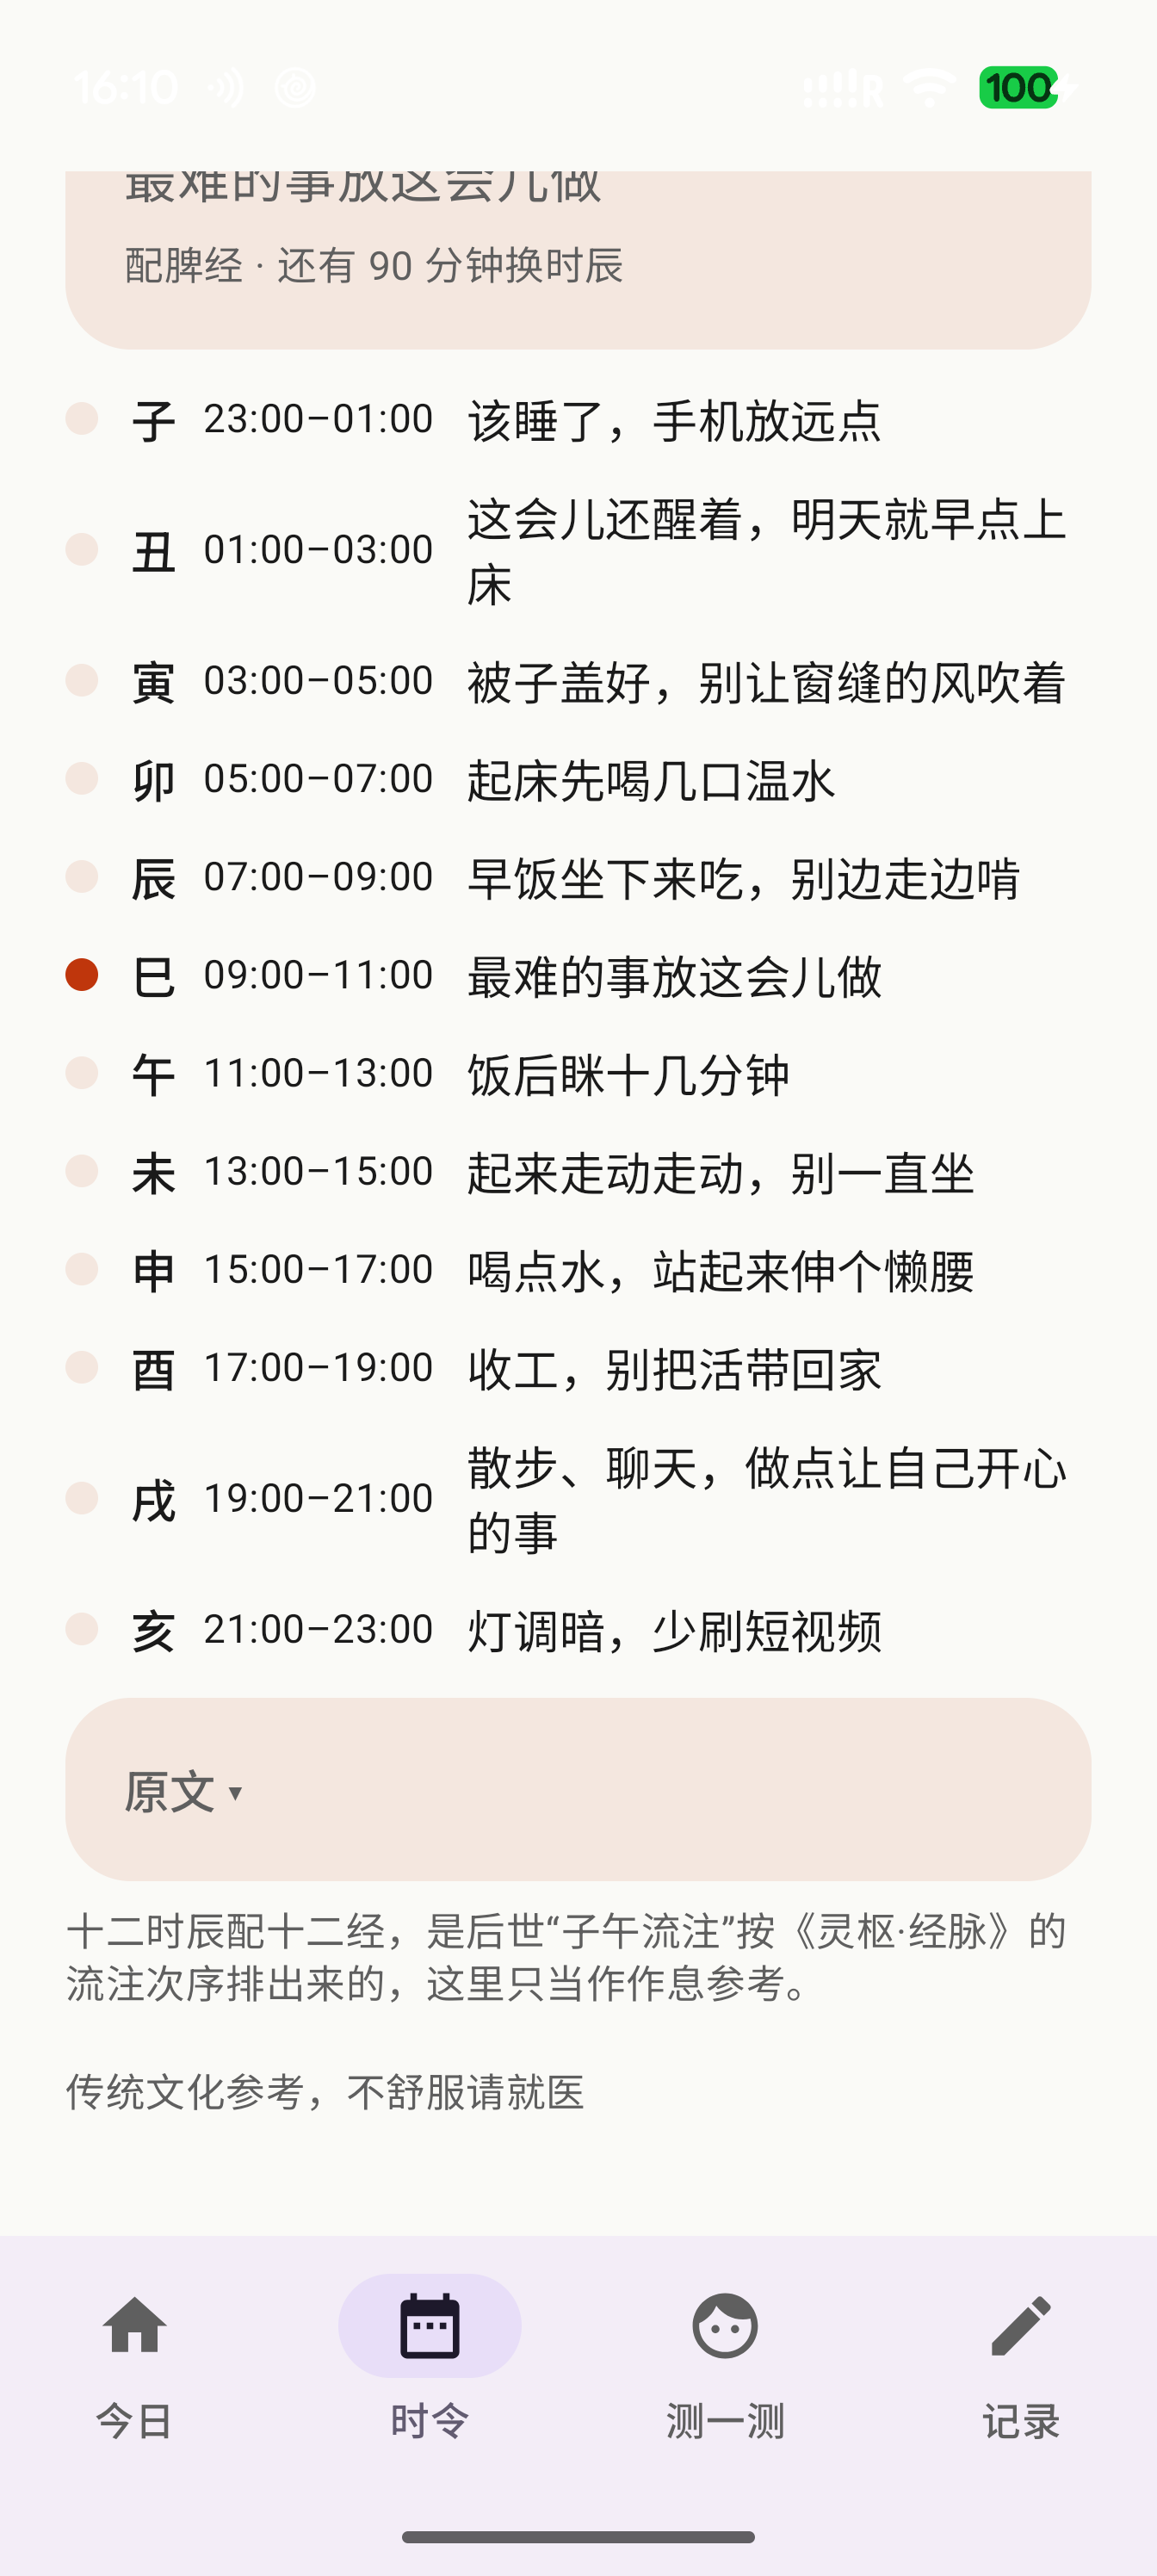 16:10 R 100
最难的事放这会儿做
配脾经 · 还有 90 分钟换时辰
子 23:00–01:00 该睡了，手机放远点
丑 01:00–03:00 这会儿还醒着，明天就早点上
床
寅 03:00–05:00 被子盖好，别让窗缝的风吹着
卯 05:00–07:00 起床先喝几口温水
辰 07:00–09:00 早饭坐下来吃，别边走边啃
巳 09:00–11:00 最难的事放这会儿做
午 11:00–13:00 饭后眯十几分钟
未 13:00–15:00 起来走动走动，别一直坐
申 15:00–17:00 喝点水，站起来伸个懒腰
酉 17:00–19:00 收工，别把活带回家
戌 19:00–21:00 散步、聊天，做点让自己开心
的事
亥 21:00–23:00 灯调暗，少刷短视频
原文 ▾
十二时辰配十二经，是后世“子午流注”按《灵枢·经脉》的
流注次序排出来的，这里只当作作息参考。
传统文化参考，不舒服请就医
今日 时令 测一测 记录